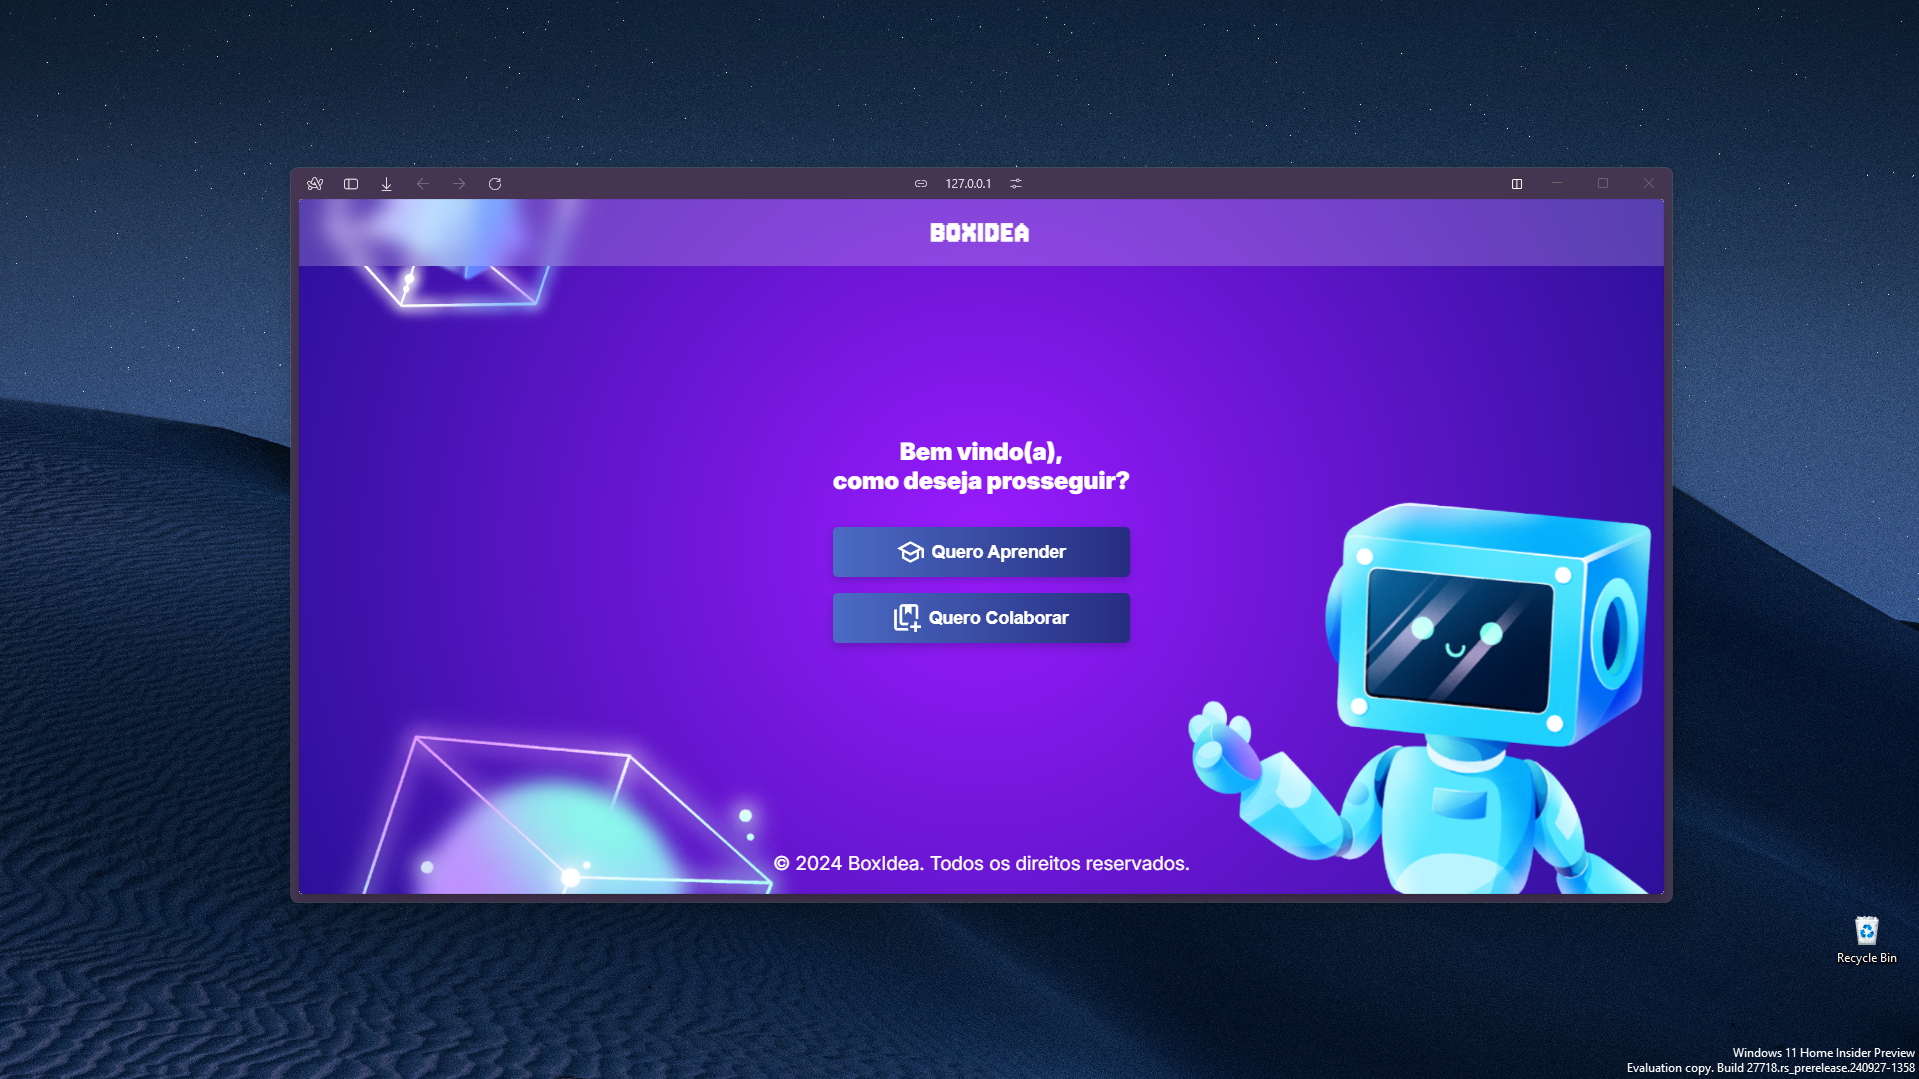 127.0.0.1
BOXIDEA
Bem vindo(a),
como deseja prosseguir?
Quero Aprender
Quero Colaborar
© 2024 BoxIdea. Todos os direitos reservados.
Recycle Bin
Windows 11 Home Insider Preview
Evaluation copy. Build 27718.rs_prerelease.240927-1358